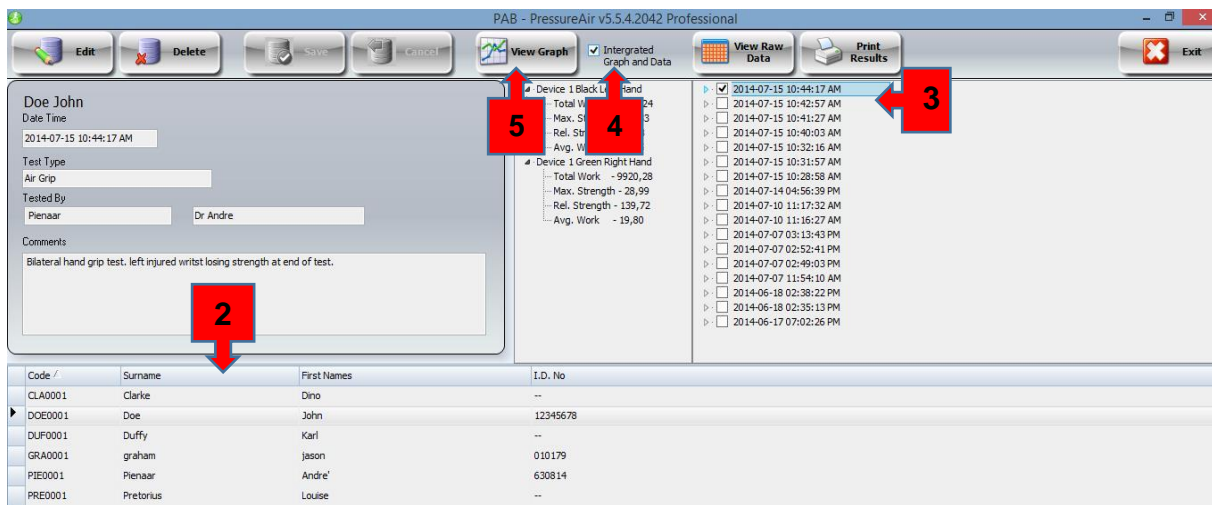 PAB - PressureAir v5.5.4.2042 Professional
Edit Delete Save Cancel View Graph Intergrated Graph and Data View Raw Data Print Results Exit
Doe John
Date Time
2014-07-15 10:44:17 AM
Test Type
Air Grip
Tested By
Pienaar Dr Andre
Comments
Bilateral hand grip test. left injured writst losing strength at end of test.
2
5
4
3
Device 1 Black Hand
Total 24
Max.
Rel.
Avg.
Device 1 Green Right Hand
Total Work - 9920,28
Max. Strength - 28,99
Rel. Strength - 139,72
Avg. Work - 19,80
2014-07-15 10:44:17 AM
2014-07-15 10:42:57 AM
2014-07-15 10:41:27 AM
2014-07-15 10:40:03 AM
2014-07-15 10:32:16 AM
2014-07-15 10:31:57 AM
2014-07-15 10:28:58 AM
2014-07-14 04:56:39 PM
2014-07-10 11:17:32 AM
2014-07-10 11:16:27 AM
2014-07-07 03:13:43 PM
2014-07-07 02:52:41 PM
2014-07-07 02:49:03 PM
2014-07-07 11:54:10 AM
2014-06-18 02:38:22 PM
2014-06-18 02:35:13 PM
2014-06-17 07:02:26 PM
Code Surname First Names I.D. No
CLA0001 Clarke Dino --
DOE0001 Doe John 12345678
DUF0001 Duffy Karl --
GRA0001 graham jason 010179
PIE0001 Pienaar Andre' 630814
PRE0001 Pretorius Louise --